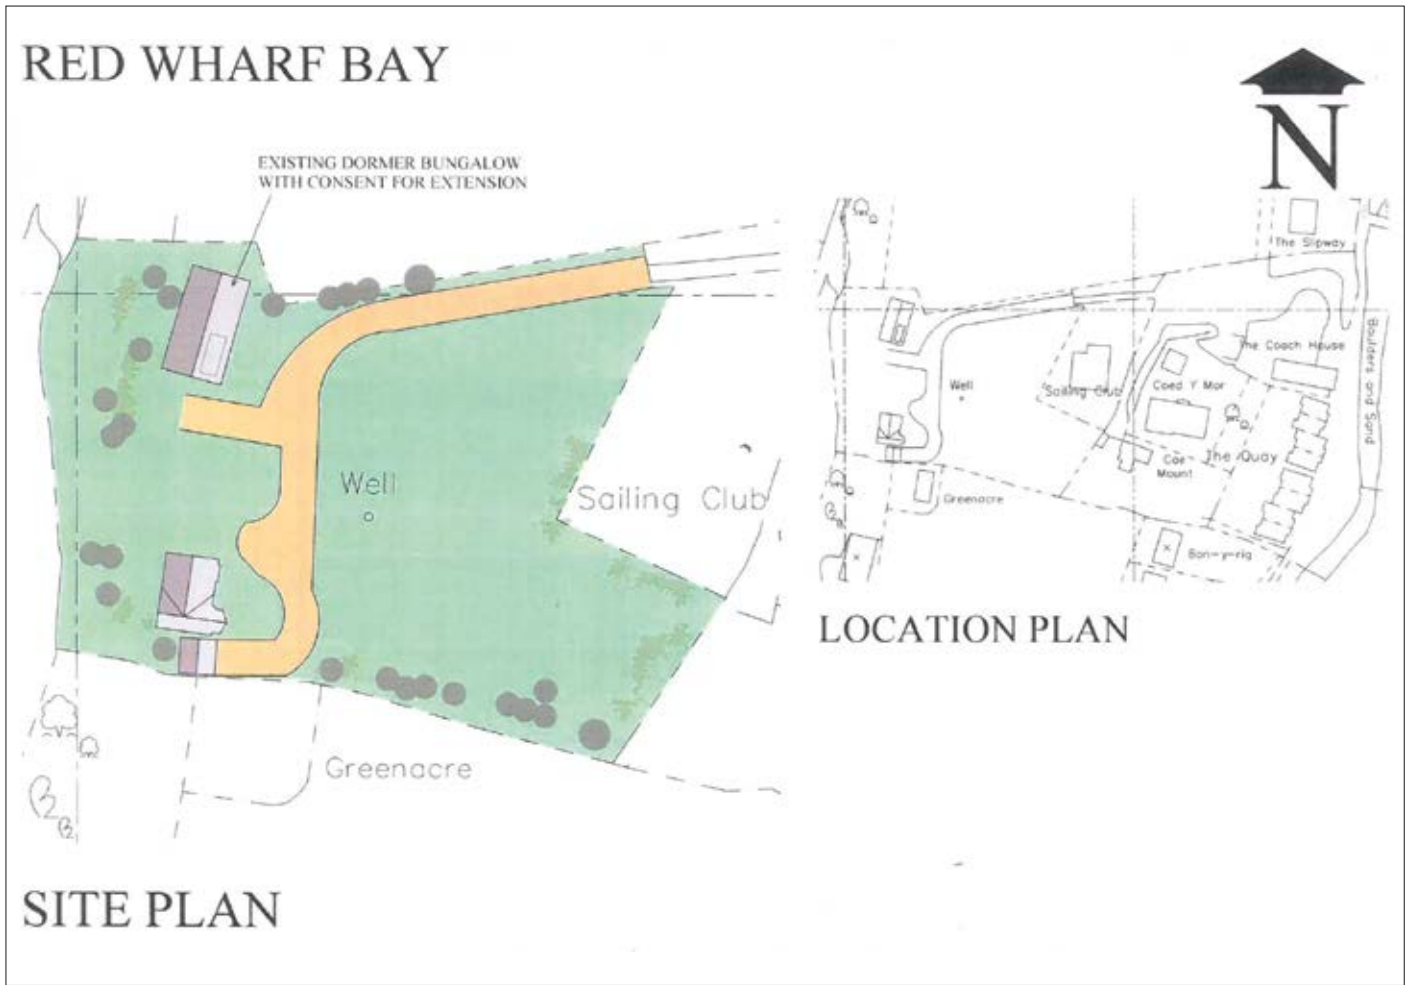 RED WHARF BAY
N
EXISTING DORMER BUNGALOW
WITH CONSENT FOR EXTENSION
Well
Sailing Club
Greenacre
SITE PLAN
The Slipway
The Coach House
Boulders and Sand
Well
Sailing Club
Coed Y Mor
The Quay
Mount
Greenacre
LOCATION PLAN